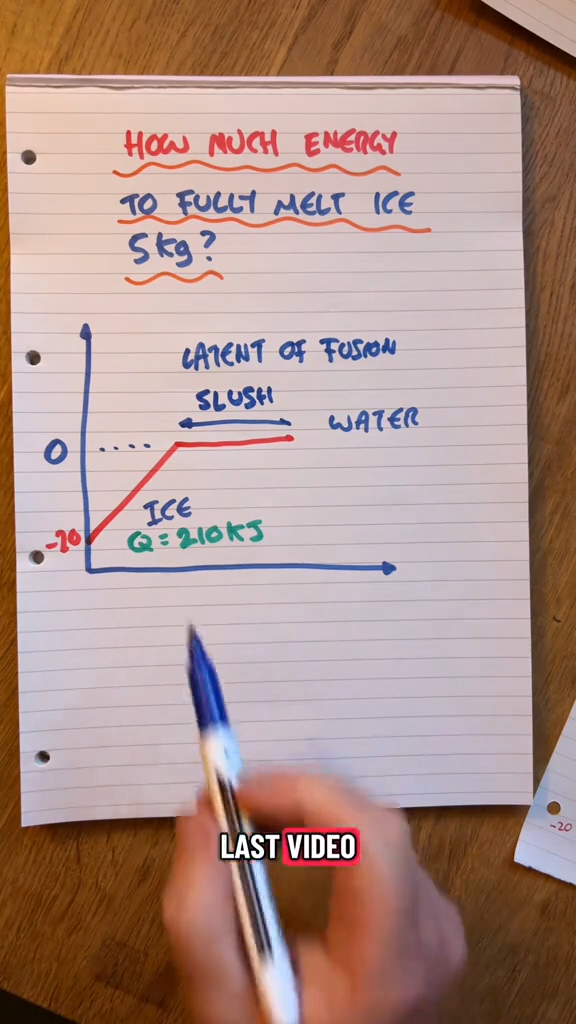 HOW MUCH ENERGY
TO FULLY MELT ICE
5kg?
LATENT OF FUSION
SLUSH
WATER
0
ICE
-20
Q = 210KJ
-20
LAST VIDEO